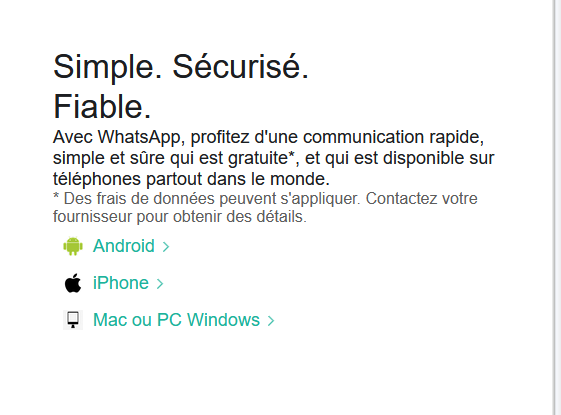 Simple. Sécurisé.
Fiable.
Avec WhatsApp, profitez d'une communication rapide,
simple et sûre qui est gratuite*, et qui est disponible sur
téléphones partout dans le monde.
* Des frais de données peuvent s'appliquer. Contactez votre
fournisseur pour obtenir des détails.
Android >
iPhone >
Mac ou PC Windows >